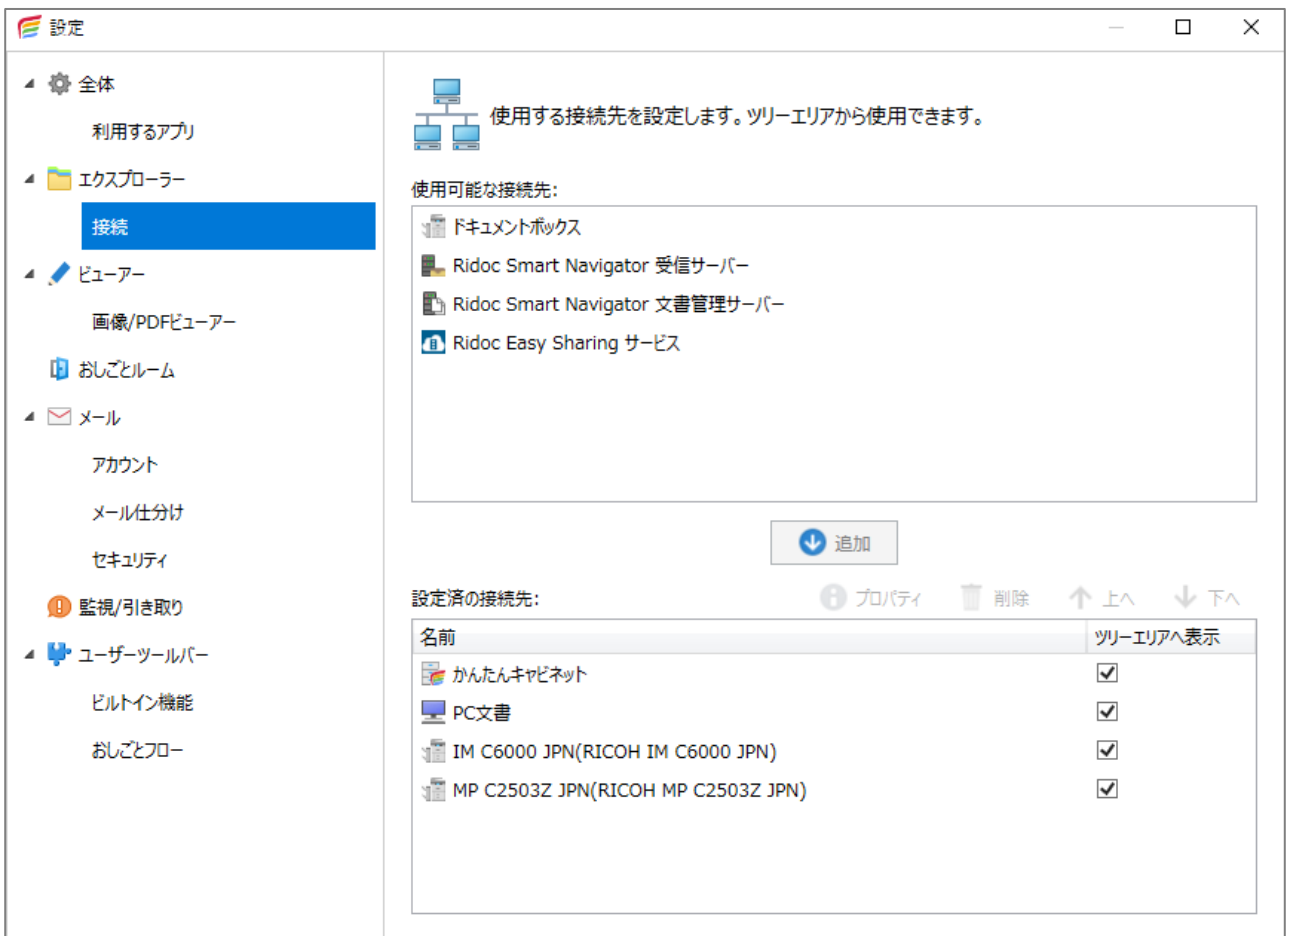 設定
全体
利用するアプリ
エクスプローラー
接続
ビューアー
画像/PDFビューアー
おしごとルーム
メール
アカウント
メール仕分け
セキュリティ
監視/引き取り
ユーザーツールバー
ビルトイン機能
おしごとフロー
使用する接続先を設定します。ツリーエリアから使用できます。
使用可能な接続先:
ドキュメントボックス
Ridoc Smart Navigator 受信サーバー
Ridoc Smart Navigator 文書管理サーバー
Ridoc Easy Sharing サービス
追加
設定済の接続先: プロパティ 削除 上へ 下へ
名前 ツリーエリアへ表示
かんたんキャビネット
PC文書
IM C6000 JPN(RICOH IM C6000 JPN)
MP C2503Z JPN(RICOH MP C2503Z JPN)